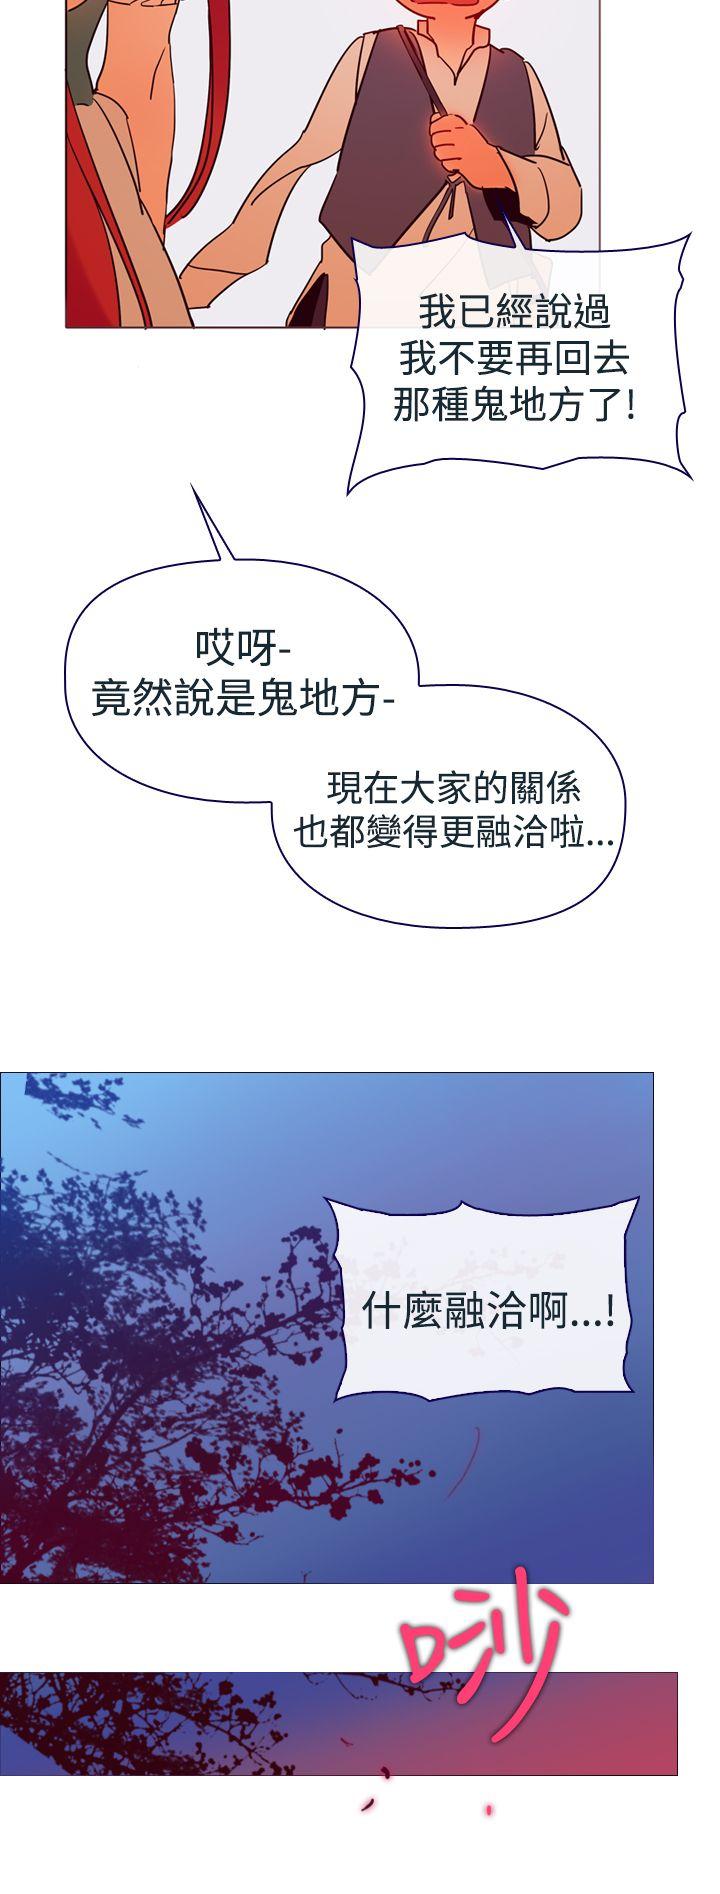 我已經說過
我不要再回去
那種鬼地方了!
哎呀-
竟然說是鬼地方-
現在大家的關係
也都變得更融洽啦...
什麼融洽啊...!
唦